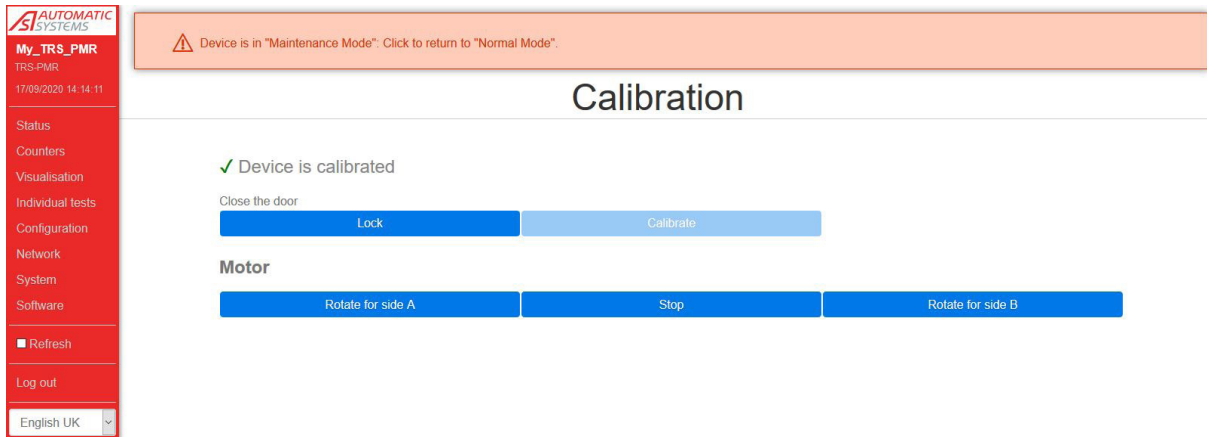 AUTOMATIC
SYSTEMS
My_TRS_PMR
TRS-PMR
17/09/2020 14:14:11
Status
Counters
Visualisation
Individual tests
Configuration
Network
System
Software
Refresh
Log out
English UK
Device is in "Maintenance Mode": Click to return to "Normal Mode".
Calibration
✓ Device is calibrated
Close the door
Lock Calibrate
Motor
Rotate for side A Stop Rotate for side B